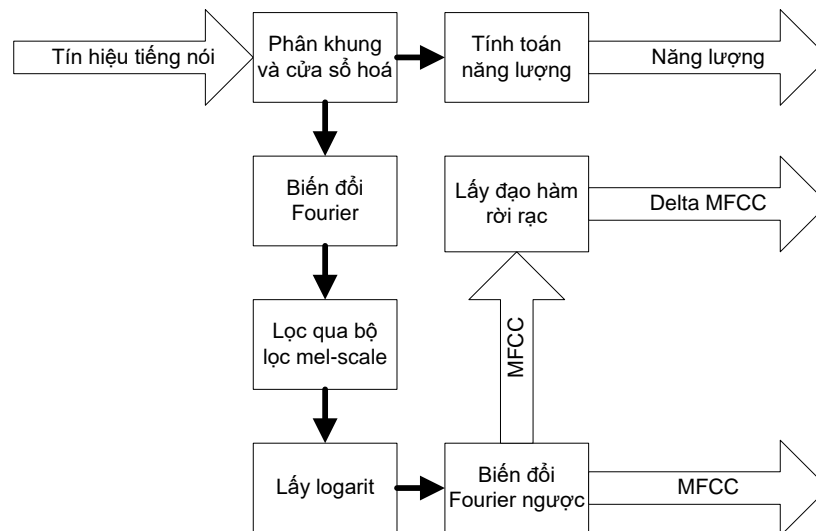 Tín hiệu tiếng nói
Phân khung
và cửa sổ hoá
Tính toán
năng lượng
Năng lượng
Biến đổi
Fourier
Lấy đạo hàm
rời rạc
Delta MFCC
Lọc qua bộ
lọc mel-scale
MFCC
Lấy logarit
Biến đổi
Fourier ngược
MFCC